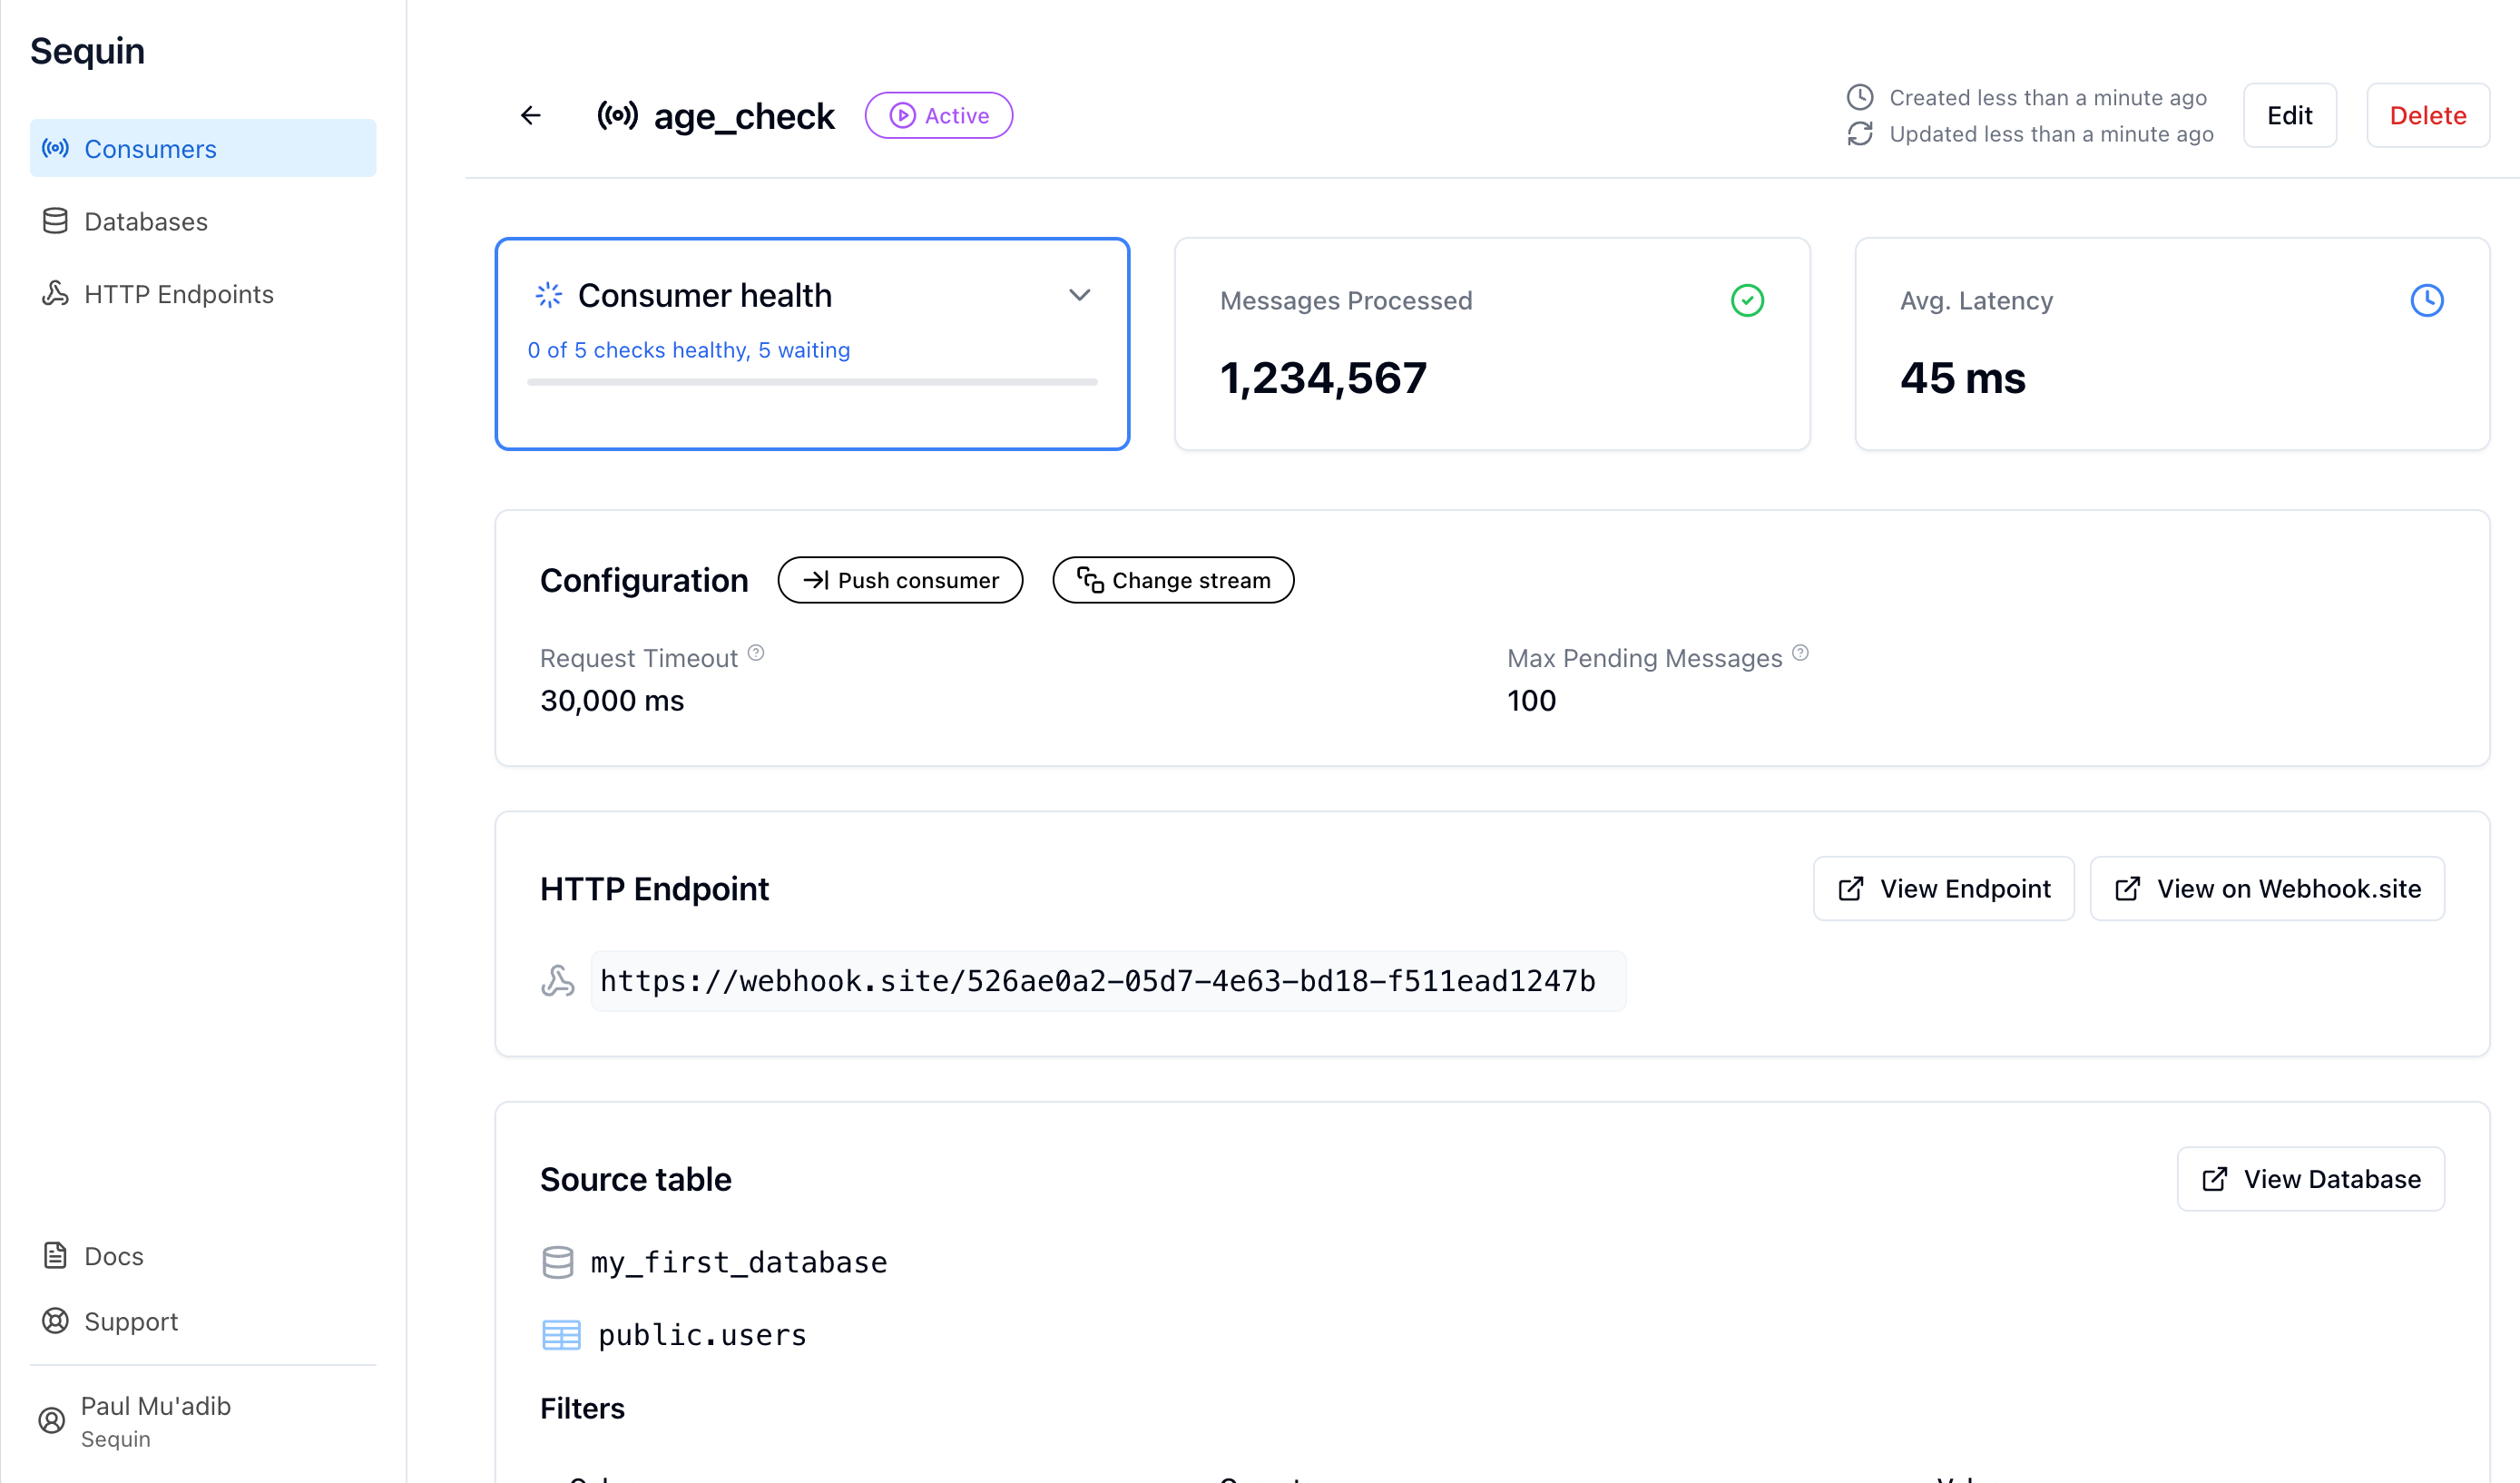 Sequin
Consumers
Databases
HTTP Endpoints
Docs
Support
Paul Mu'adib
Sequin
age_check
Active
Created less than a minute ago
Updated less than a minute ago
Edit
Delete
Consumer health
0 of 5 checks healthy, 5 waiting
Messages Processed
1,234,567
Avg. Latency
45 ms
Configuration
Push consumer
Change stream
Request Timeout
30,000 ms
Max Pending Messages
100
HTTP Endpoint
View Endpoint
View on Webhook.site
https://webhook.site/526ae0a2-05d7-4e63-bd18-f511ead1247b
Source table
View Database
my_first_database
public.users
Filters